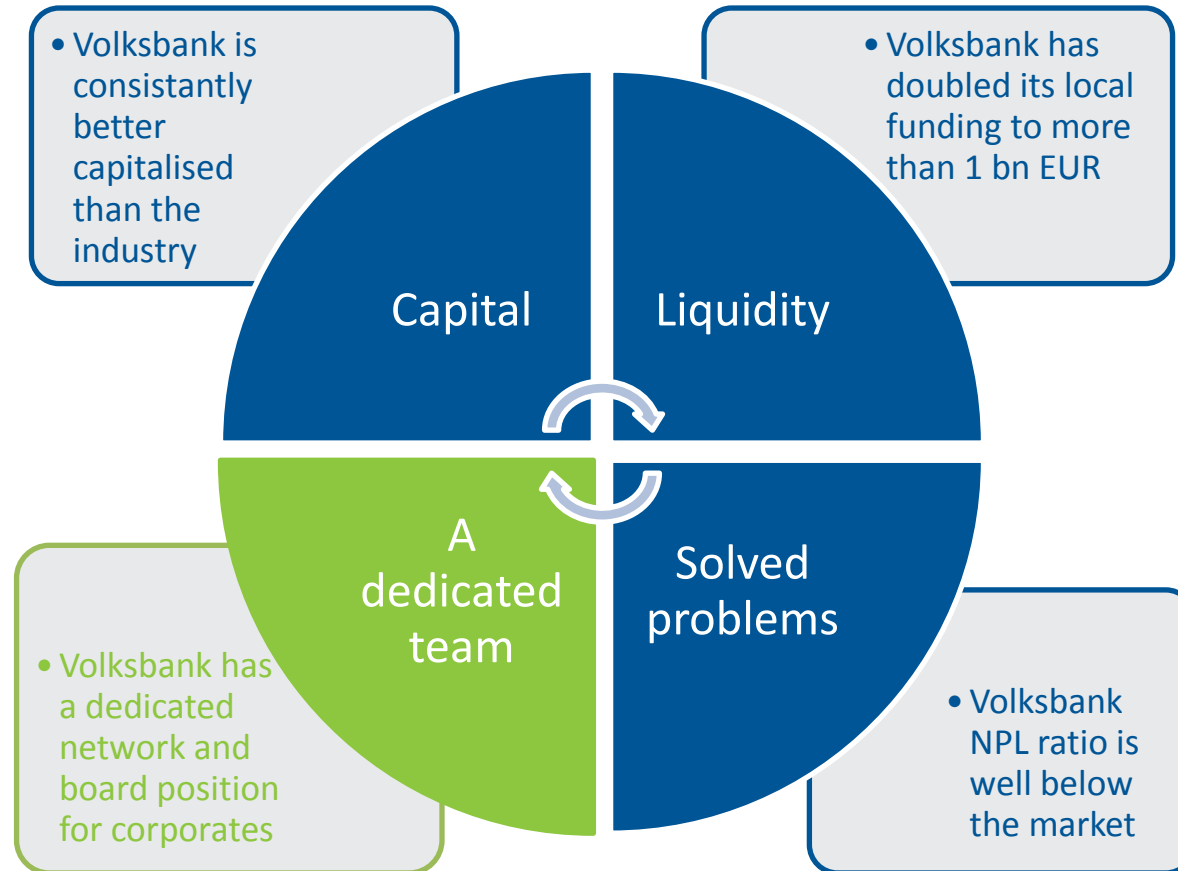 • Volksbank is
consistantly
better
capitalised
than the
industry
• Volksbank has
doubled its local
funding to more
than 1 bn EUR
Capital
Liquidity
A
dedicated
team
Solved
problems
• Volksbank has
a dedicated
network and
board position
for corporates
• Volksbank
NPL ratio is
well below
the market